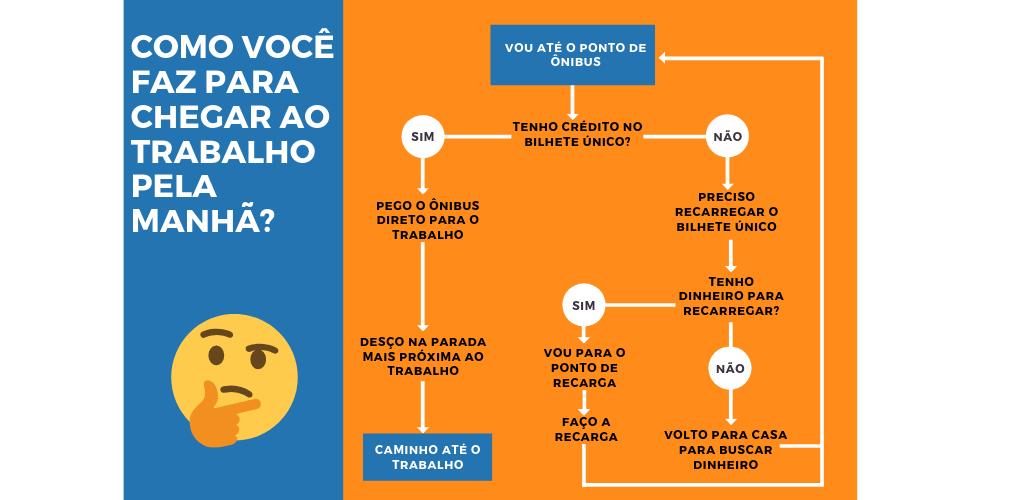 COMO VOCÊ
FAZ PARA
CHEGAR AO
TRABALHO
PELA
MANHÃ?
VOU ATÉ O PONTO DE
ÔNIBUS
TENHO CRÉDITO NO
BILHETE ÚNICO?
SIM
NÃO
PEGO O ÔNIBUS
DIRETO PARA O
TRABALHO
DESÇO NA PARADA
MAIS PRÓXIMA AO
TRABALHO
CAMINHO ATÉ O
TRABALHO
PRECISO
RECARREGAR O
BILHETE ÚNICO
TENHO
DINHEIRO PARA
RECARREGAR?
SIM
VOU PARA O
PONTO DE
RECARGA
FAÇO A
RECARGA
NÃO
VOLTO PARA CASA
PARA BUSCAR
DINHEIRO